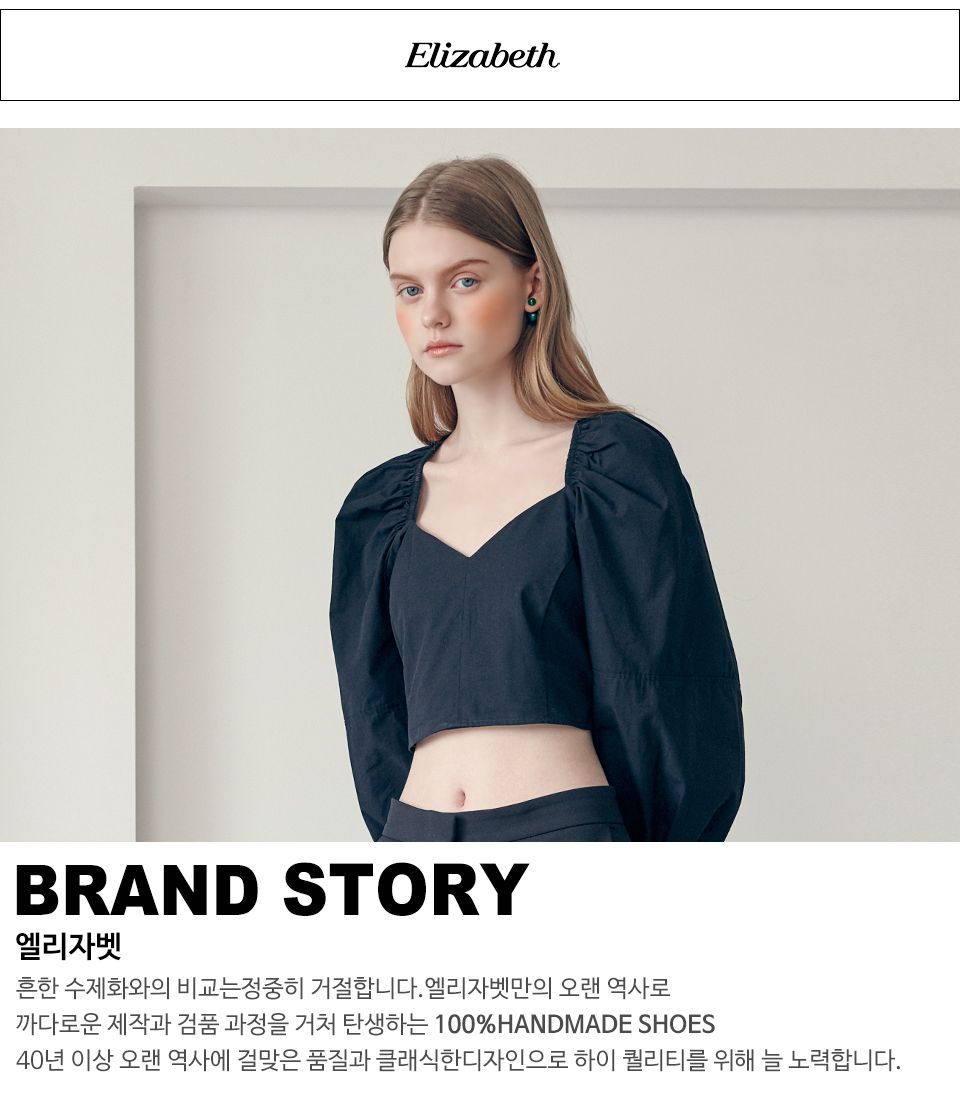 Elizabeth
BRAND STORY
엘리자벳
흔한 수제화와의 비교는정중히 거절합니다.엘리자벳만의 오랜 역사로
까다로운 제작과 검품 과정을 거처 탄생하는 100%HANDMADE SHOES
40년 이상 오랜 역사에 걸맞은 품질과 클래식한디자인으로 하이 퀄리티를 위해 늘 노력합니다.